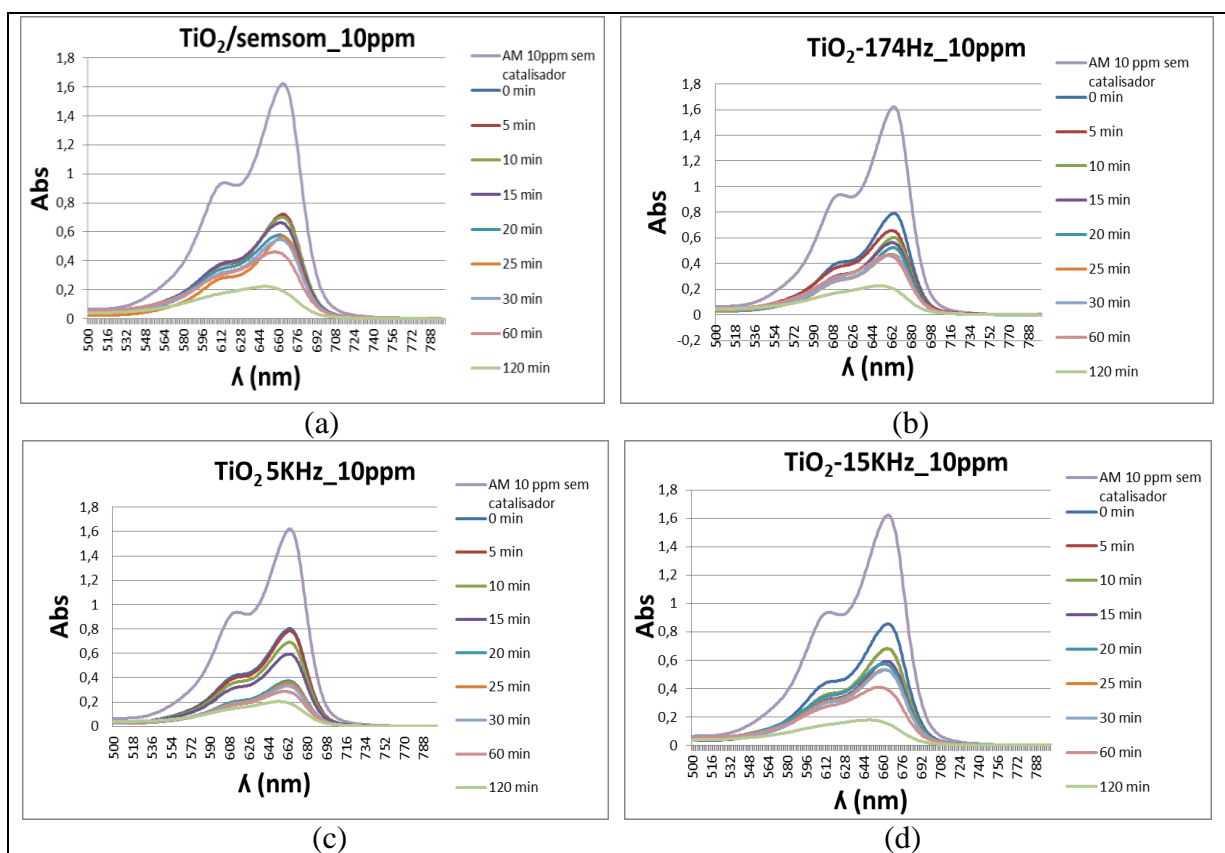 TiO₂/semsom_10ppm
1,8
1,6
1,4
1,2
1
0,8
0,6
0,4
0,2
0
Abs
500 516 532 548 564 580 596 612 628 644 660 676 692 708 724 740 756 772 788
ʎ (nm)
AM 10ppm sem
catalisador
0 min
5 min
10 min
15 min
20 min
25 min
30 min
60 min
120 min
(a)
TiO₂-174Hz_10ppm
1,8
1,6
1,4
1,2
1
0,8
0,6
0,4
0,2
0
-0,2
Abs
500 518 536 554 572 590 608 626 644 662 680 698 716 734 752 770 788
ʎ (nm)
AM 10 ppm sem
catalisador
0 min
5 min
10 min
15 min
20 min
25 min
30 min
60 min
120 min
(b)
TiO₂ 5KHz_10ppm
1,8
1,6
1,4
1,2
1
0,8
0,6
0,4
0,2
0
Abs
500 518 536 554 572 590 608 626 644 662 680 698 716 734 752 770 788
ʎ (nm)
AM 10 ppm sem
catalisador
0 min
5 min
10 min
15 min
20 min
25 min
30 min
60 min
120 min
(c)
TiO₂-15KHz_10ppm
1,8
1,6
1,4
1,2
1
0,8
0,6
0,4
0,2
0
Abs
500 516 532 548 564 580 596 612 628 644 660 676 692 708 724 740 756 772 788
ʎ (nm)
AM 10 ppm sem
catalisador
0 min
5 min
10 min
15 min
20 min
25 min
30 min
60 min
120 min
(d)